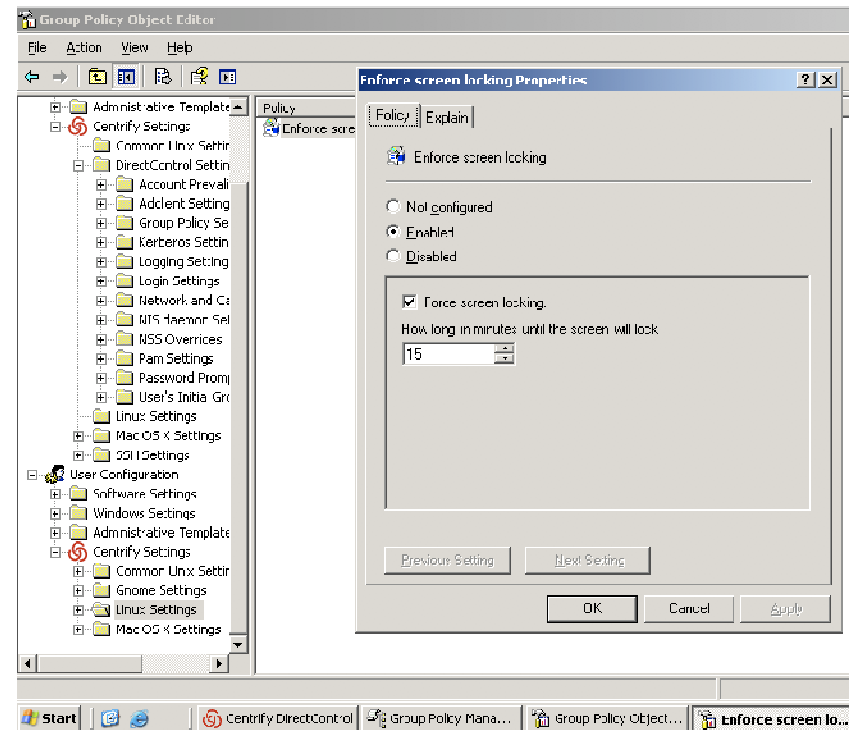 Group Policy Object Editor
File Action View Help
Administrative Template
Centrify Settings
Common Unix Settin
DirectControl Settin
Account Prevali
Adclient Setting
Group Policy Se
Kerberos Settin
Logging Setting
Login Settings
Network and Ca
NIS daemon Set
NSS Overrides
Pam Settings
Password Promp
User's Initial Gro
Linux Settings
Mac OS X Settings
SSH Settings
User Configuration
Software Settings
Windows Settings
Administrative Template
Centrify Settings
Common Unix Settin
Gnome Settings
Linux Settings
Mac OS X Settings
Policy
Enforce scre
Enforce screen locking Properties
Policy Explain
Enforce screen locking
Not configured
Enabled
Disabled
Force screen locking.
How long in minutes until the screen will lock
15
Previous Setting Next Setting
OK Cancel Apply
Start Centrify DirectControl Group Policy Mana... Group Policy Object... Enforce screen lo...